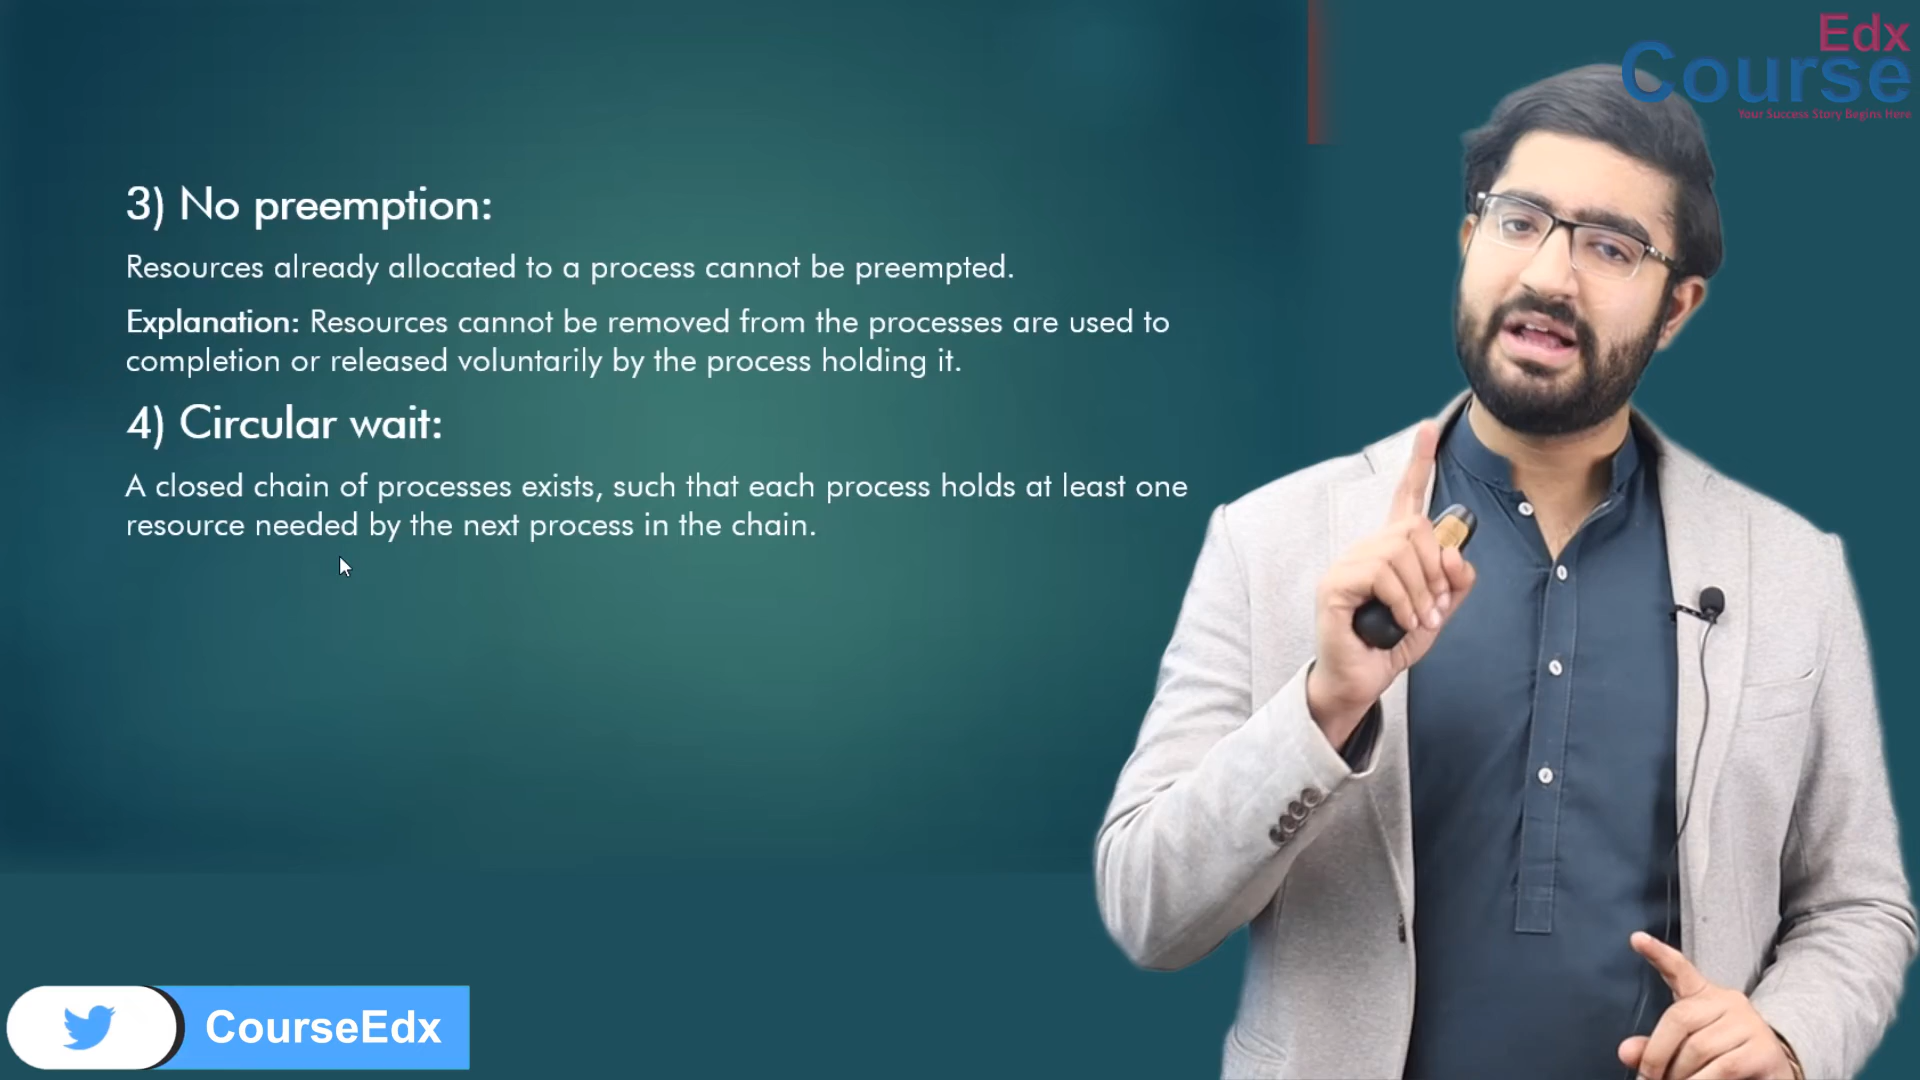 Edx
Course
Your Success Story Begins Here
3) No preemption:
Resources already allocated to a process cannot be preempted.
Explanation: Resources cannot be removed from the processes are used to
completion or released voluntarily by the process holding it.
4) Circular wait:
A closed chain of processes exists, such that each process holds at least one
resource needed by the next process in the chain.
CourseEdx